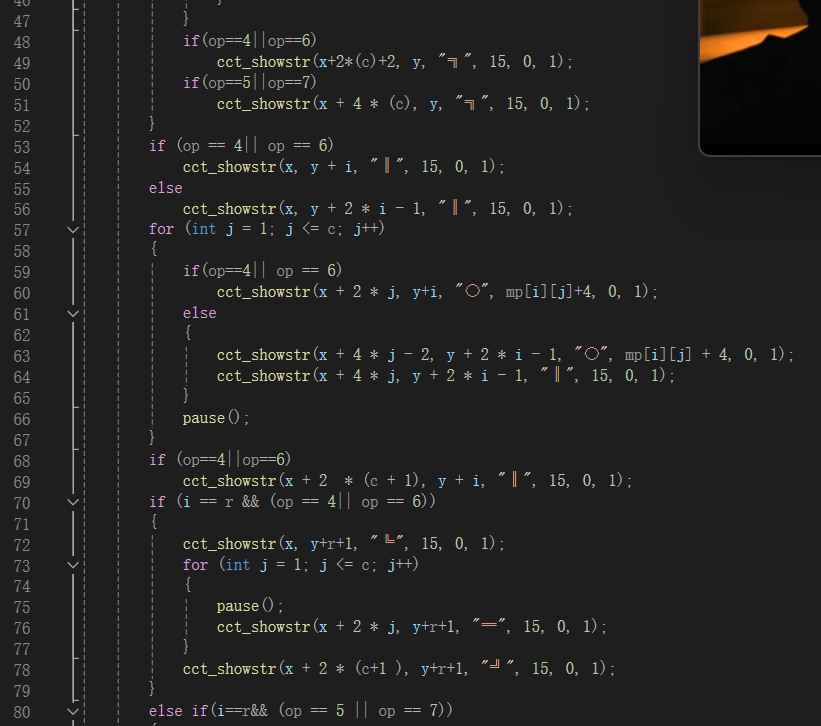 47 }
48 if(op==4||op==6)
49 cct_showstr(x+2*(c)+2, y, "╗", 15, 0, 1);
50 if(op==5||op==7)
51 cct_showstr(x + 4 * (c), y, "╗", 15, 0, 1);
52 }
53 if (op == 4|| op == 6)
54 cct_showstr(x, y + i, "║", 15, 0, 1);
55 else
56 cct_showstr(x, y + 2 * i - 1, "║", 15, 0, 1);
57 for (int j = 1; j <= c; j++)
58 {
59 if(op==4|| op == 6)
60 cct_showstr(x + 2 * j, y+i, "○", mp[i][j]+4, 0, 1);
61 else
62 {
63 cct_showstr(x + 4 * j - 2, y + 2 * i - 1, "○", mp[i][j] + 4, 0, 1);
64 cct_showstr(x + 4 * j, y + 2 * i - 1, "║", 15, 0, 1);
65 }
66 pause();
67 }
68 if (op==4||op==6)
69 cct_showstr(x + 2  * (c + 1), y + i, "║", 15, 0, 1);
70 if (i == r && (op == 4|| op == 6))
71 {
72 cct_showstr(x, y+r+1, "╚", 15, 0, 1);
73 for (int j = 1; j <= c; j++)
74 {
75 pause();
76 cct_showstr(x + 2 * j, y+r+1, "═", 15, 0, 1);
77 }
78 cct_showstr(x + 2 * (c+1 ), y+r+1, "╝", 15, 0, 1);
79 }
80 else if(i==r&& (op == 5 || op == 7))